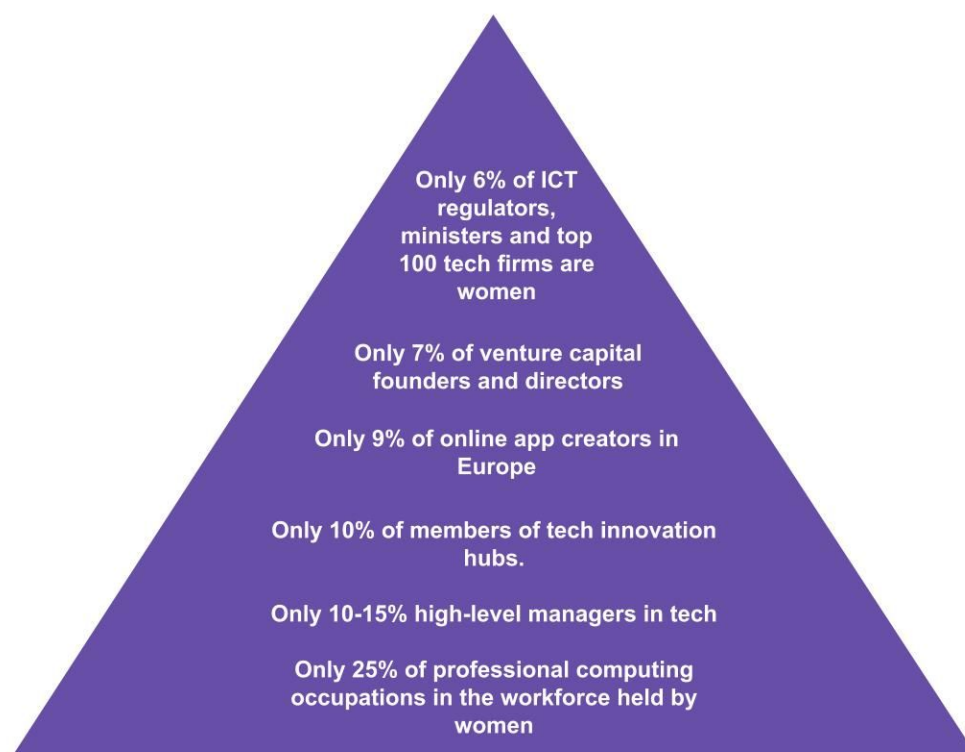 Only 6% of ICT
regulators,
ministers and top
100 tech firms are
women
Only 7% of venture capital
founders and directors
Only 9% of online app creators in
Europe
Only 10% of members of tech innovation
hubs.
Only 10-15% high-level managers in tech
Only 25% of professional computing
occupations in the workforce held by
women